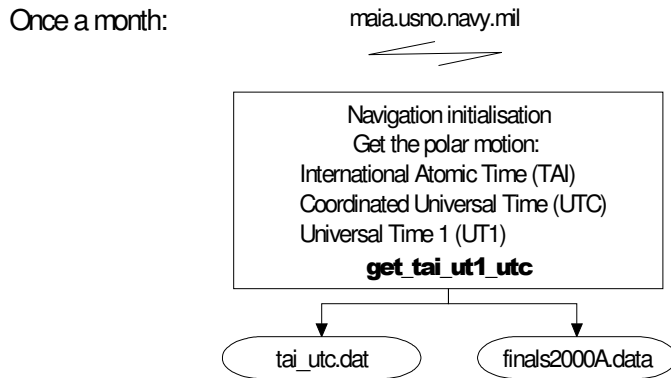 Once a month:
maia.usno.navy.mil
Navigation initialisation
Get the polar motion:
International Atomic Time (TAI)
Coordinated Universal Time (UTC)
Universal Time 1 (UT1)
get_tai_ut1_utc
tai_utc.dat
finals2000A.data